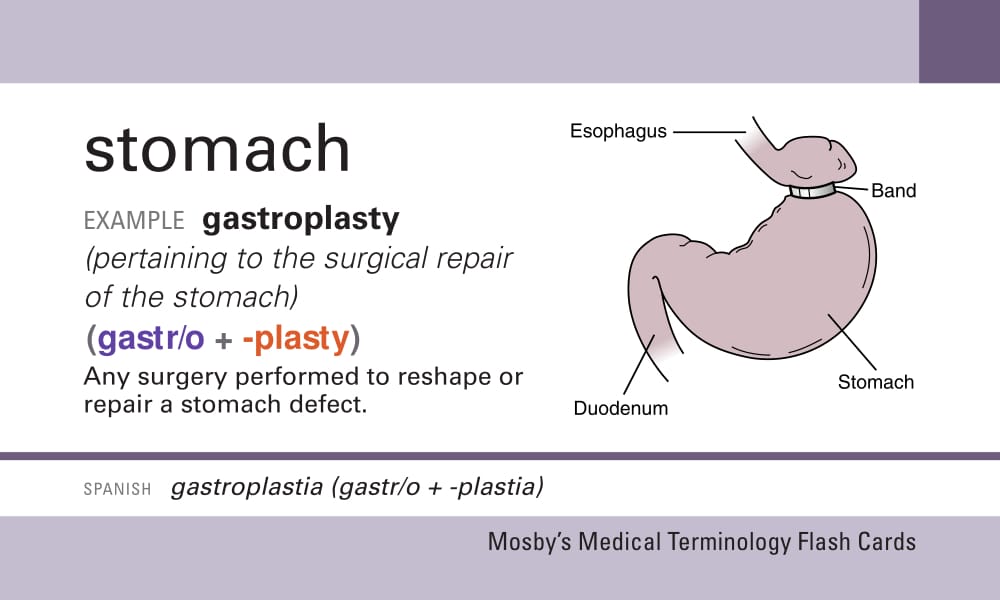 stomach
EXAMPLE gastroplasty
(pertaining to the surgical repair
of the stomach)
(gastr/o + -plasty)
Any surgery performed to reshape or
repair a stomach defect.
Esophagus
Band
Stomach
Duodenum
SPANISH gastroplastia (gastr/o + -plastia)
Mosby's Medical Terminology Flash Cards